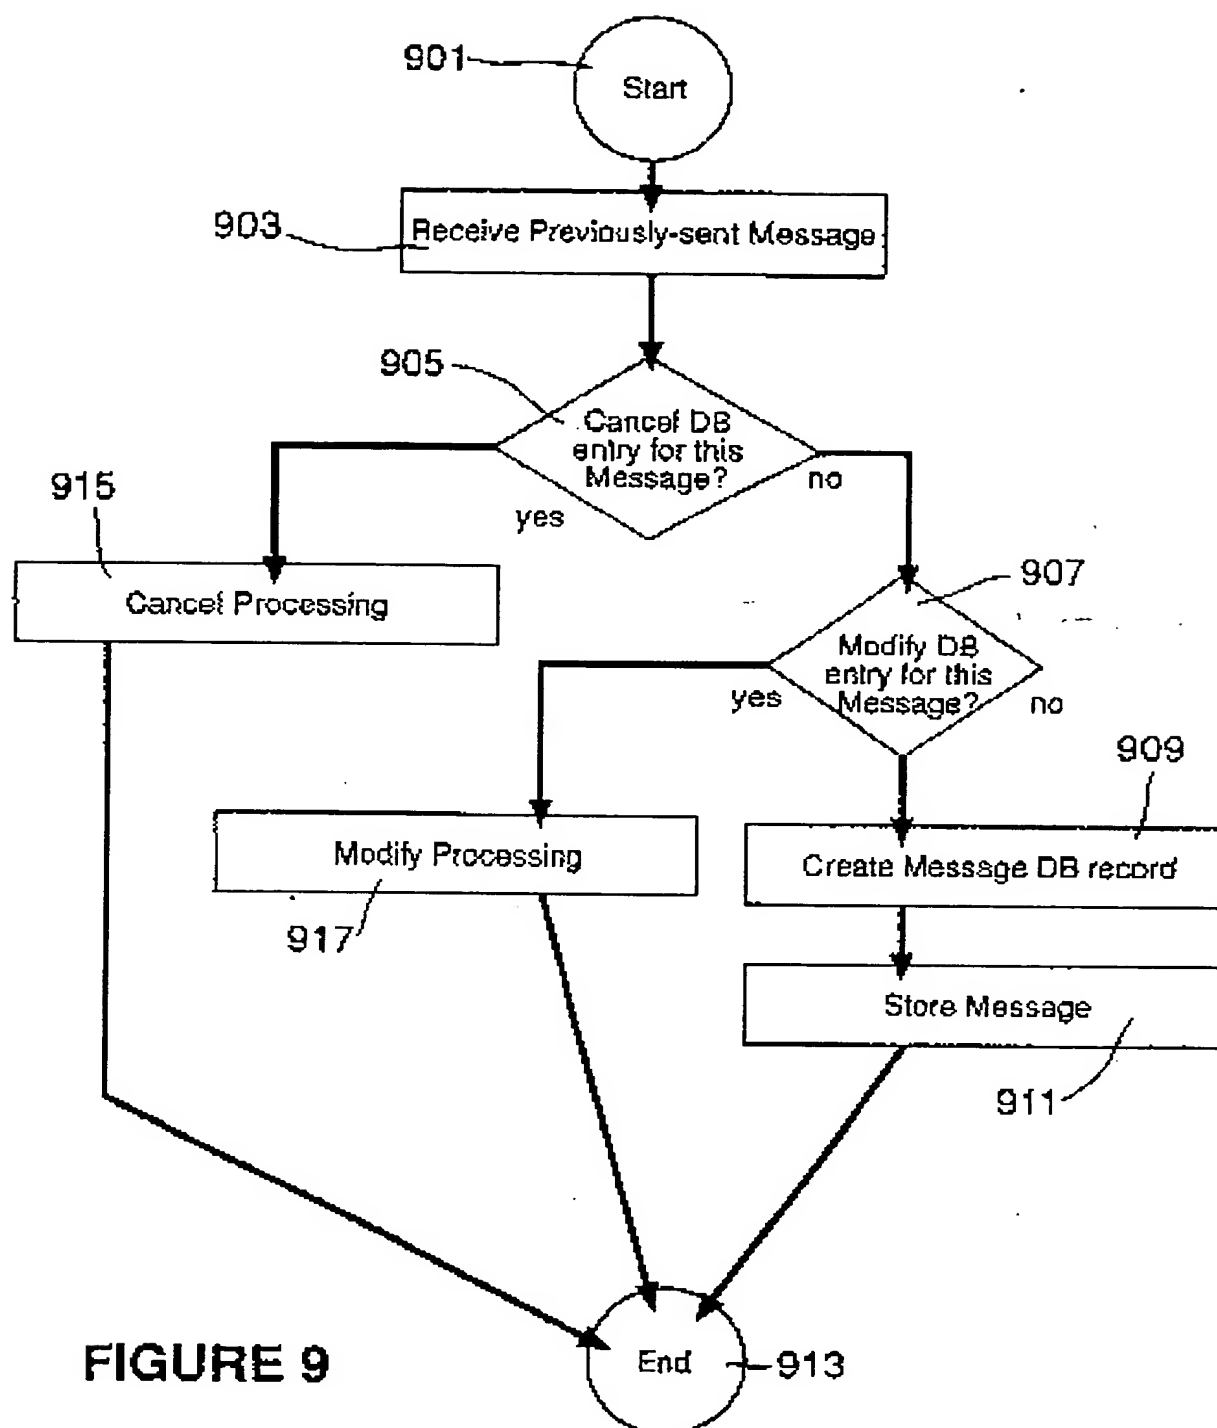 901
Start
903
Receive Previously-sent Message
905
Cancel DB
entry for this
Message?
no
yes
915
Cancel Processing
907
Modify DB
entry for this
Message?
yes
no
909
Modify Processing
Create Message DB record
917
Store Message
911
FIGURE 9
End
913